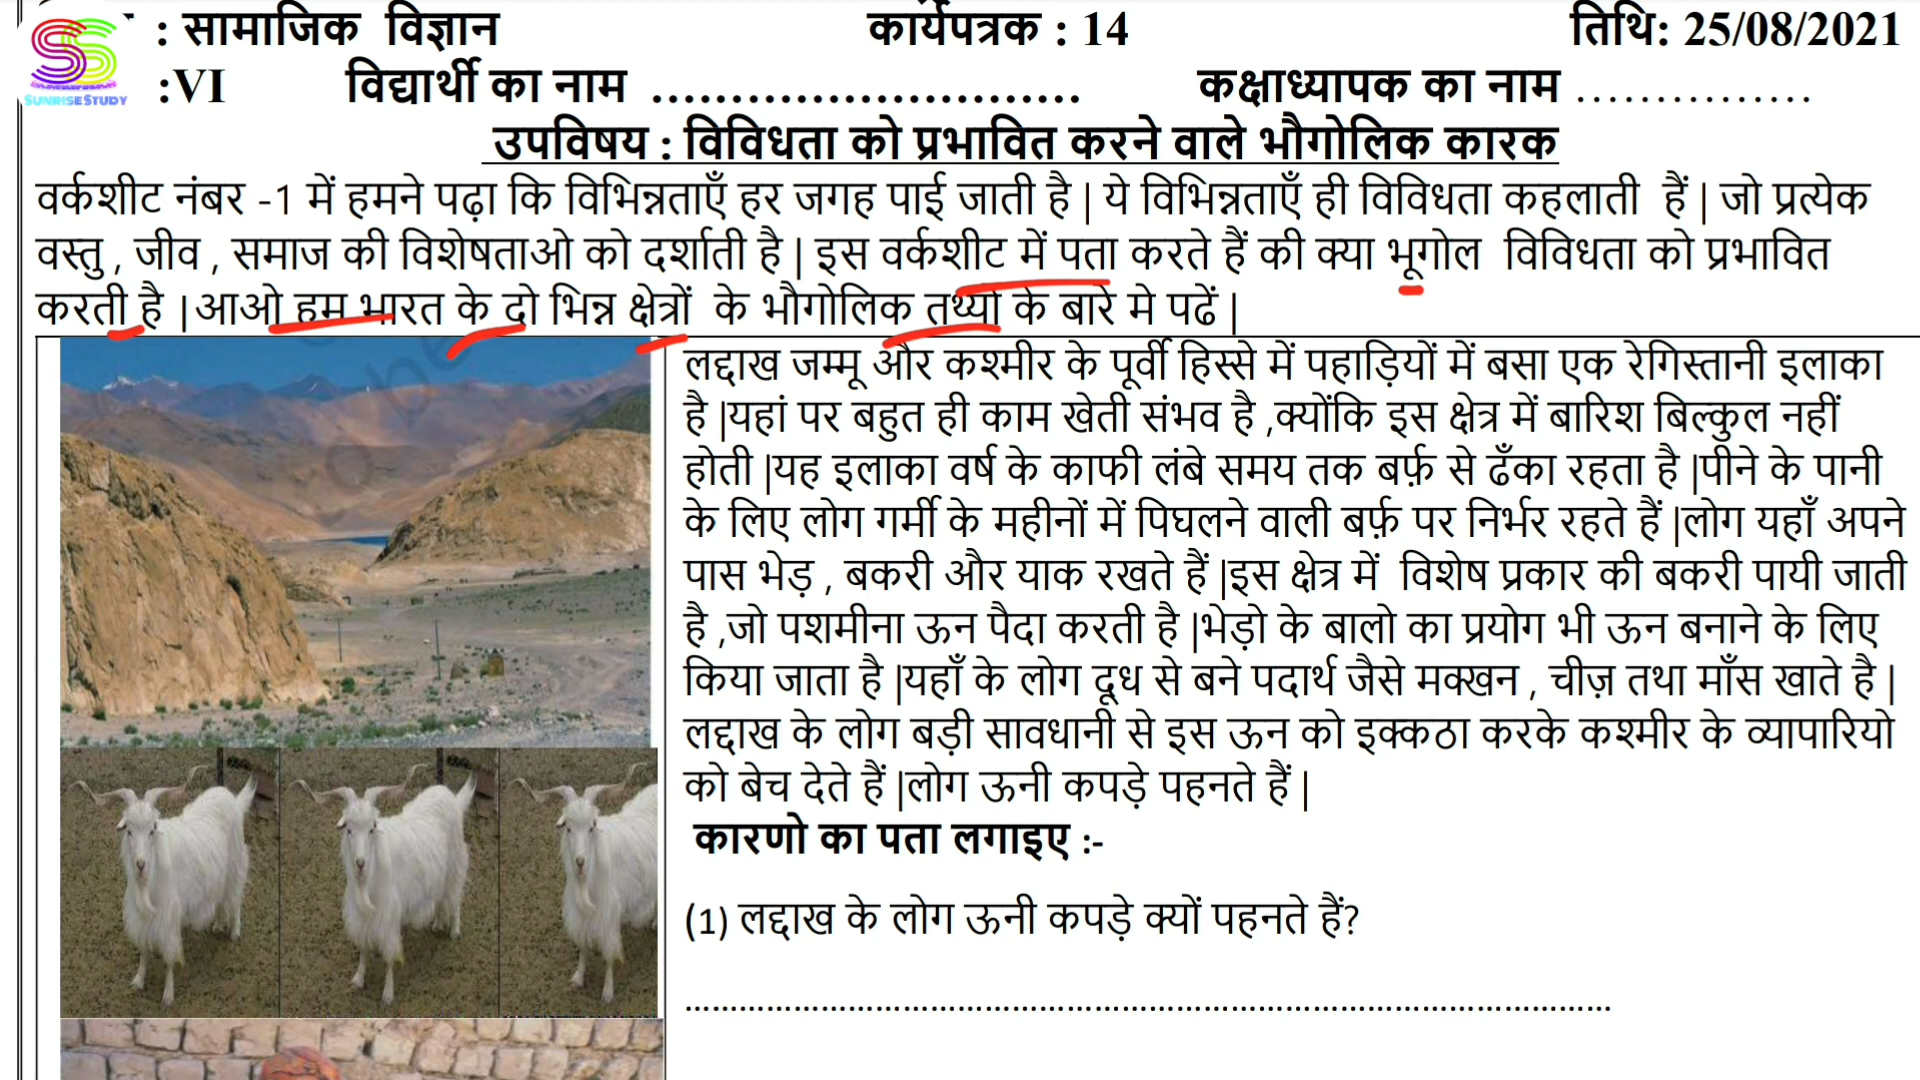 : सामाजिक विज्ञान कार्यपत्रक : 14 तिथि: 25/08/2021
SUNRISE STUDY
:VI विद्यार्थी का नाम ........................... कक्षाध्यापक का नाम ...............
उपविषय : विविधता को प्रभावित करने वाले भौगोलिक कारक
वर्कशीट नंबर -1 में हमने पढ़ा कि विभिन्नताएँ हर जगह पाई जाती है | ये विभिन्नताएँ ही विविधता कहलाती हैं | जो प्रत्येक
वस्तु , जीव , समाज की विशेषताओ को दर्शाती है | इस वर्कशीट में पता करते हैं की क्या भूगोल विविधता को प्रभावित
करती है |आओ हम भारत के दो भिन्न क्षेत्रों के भौगोलिक तथ्यो के बारे मे पढें |
लद्दाख जम्मू और कश्मीर के पूर्वी हिस्से में पहाड़ियों में बसा एक रेगिस्तानी इलाका
है |यहां पर बहुत ही काम खेती संभव है ,क्योंकि इस क्षेत्र में बारिश बिल्कुल नहीं
होती |यह इलाका वर्ष के काफी लंबे समय तक बर्फ़ से ढँका रहता है |पीने के पानी
के लिए लोग गर्मी के महीनों में पिघलने वाली बर्फ़ पर निर्भर रहते हैं |लोग यहाँ अपने
पास भेड़ , बकरी और याक रखते हैं |इस क्षेत्र में विशेष प्रकार की बकरी पायी जाती
है ,जो पशमीना ऊन पैदा करती है |भेड़ो के बालो का प्रयोग भी ऊन बनाने के लिए
किया जाता है |यहाँ के लोग दूध से बने पदार्थ जैसे मक्खन , चीज़ तथा माँस खाते है |
लद्दाख के लोग बड़ी सावधानी से इस ऊन को इक्कठा करके कश्मीर के व्यापारियो
को बेच देते हैं |लोग ऊनी कपड़े पहनते हैं |
कारणो का पता लगाइए :-
(1) लद्दाख के लोग ऊनी कपड़े क्यों पहनते हैं?
..........................................................................................................